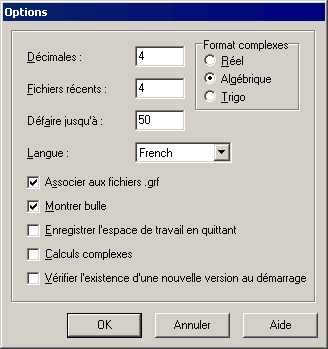 Options
Décimales :
4
Format complexes
Réel
Fichiers récents :
4
Algébrique
Trigo
Défaire jusqu'à :
50
Langue :
French
Associer aux fichiers .grf
Montrer bulle
Enregistrer l'espace de travail en quittant
Calculs complexes
Vérifier l'existence d'une nouvelle version au démarrage
OK
Annuler
Aide